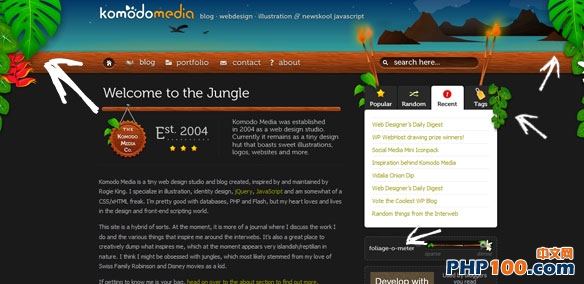 komodomedia
blog · webdesign · illustration & newskool javascript
blog portfolio contact ? about
search here...
Welcome to the Jungle
THE
KOMODO
MEDIA
CO.
Est. 2004
Komodo Media was established
in 2004 as a web design studio.
Currently it remains as a tiny design
hut that boasts sweet illustrations,
logos, websites and more.
Komodo Media is a tiny web design studio and blog created, inspired by and maintained by
Rogie King. I specialize in illustration, identity design, jQuery, JavaScript and am somewhat of a
CSS/xHTML freak. I'm pretty good with databases, PHP and Flash, but my heart loves and lives
in the design and front-end scripting world.
This site is a hybrid of sorts. At the moment, it is more of a journal where I discuss the work I
do and the various things that inspire me around the interwebs. It's also a great place to
creatively dump what inspires me, which at the moment appears very islandish/reptilian in
nature. I think I might be obsessed with jungles, which most likely stemmed from my love of
Swiss Family Robinson and Disney movies as a kid.
If getting to know me is your bag, head on over to the about section to find out more.
Popular Random Recent Tags
Web Designer's Daily Digest
WP WebHost drawing prize winners!
Social Media Mini Iconpack
Inspiration behind Komodo Media
Vidalia Onion Dip
Web Designer's Daily Digest
Vote the Coolest WP Blog
Random things from the Interwebs
foliage-o-meter
sparse dense
Develop with
used by bloggers
中文网
PHP100.com